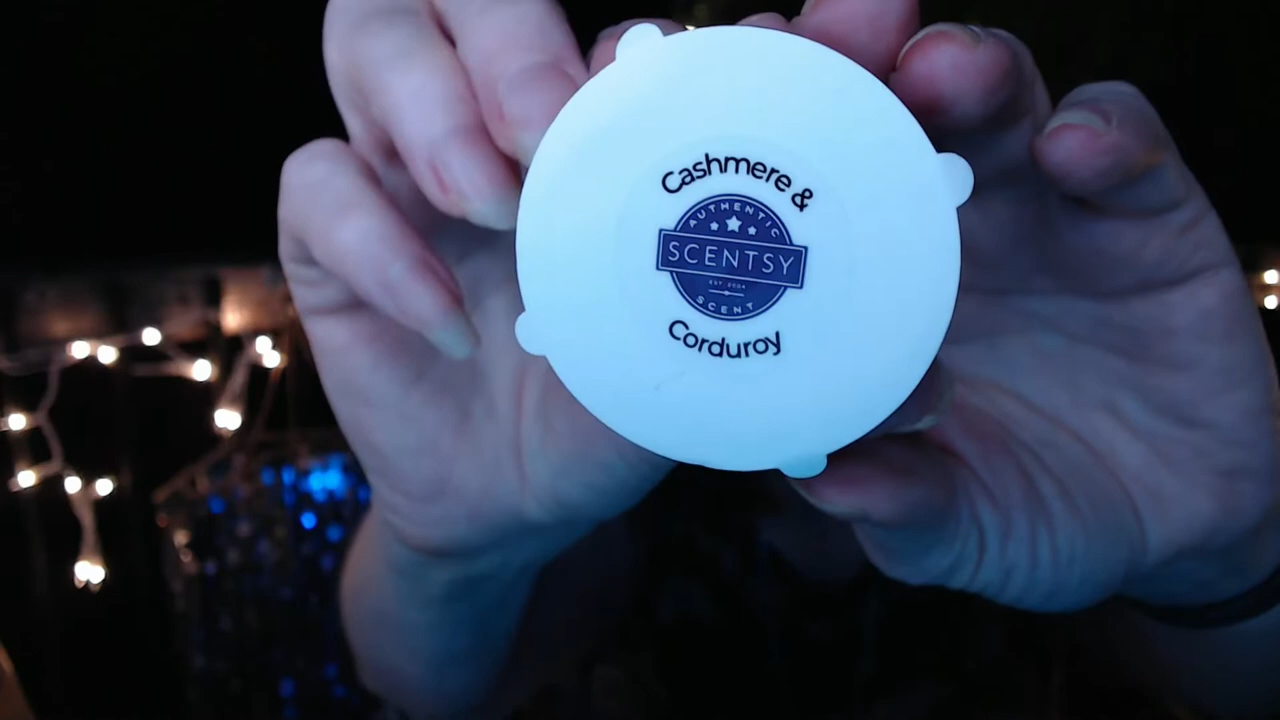 Cashmere &
AUTHENTIC
SCENTSY
EST. 2004
SCENT
Corduroy